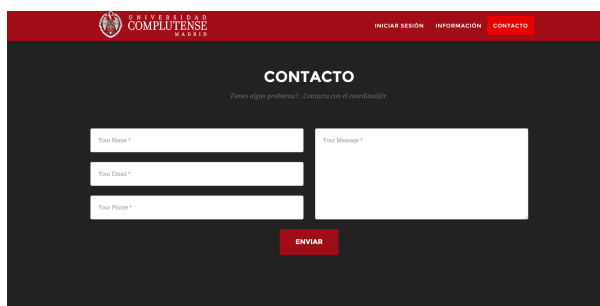 UNIVERSIDAD
COMPLUTENSE
MADRID
INICIAR SESIÓN INFORMACIÓN CONTACTO
CONTACTO
Tienes algun problema?...Contacta con el coordinad@r.
Your Name *
Your Message *
Your Email *
Your Phone *
ENVIAR